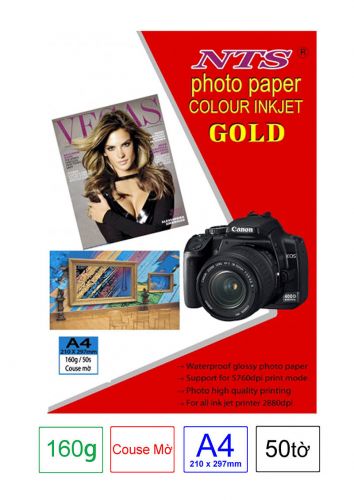 NTS ®
photo paper
COLOUR INKJET
GOLD
VEGAS
Canon
EOS
400D
A4
210 X 297mm
160g / 50s
Couse mờ
- Waterproof glossy photo paper
- Support for 5760dpi print mode
- Photo high quality printing
- For all ink jet printer 2880dpi
160g
Couse Mờ
A4
210 x 297mm
50tờ